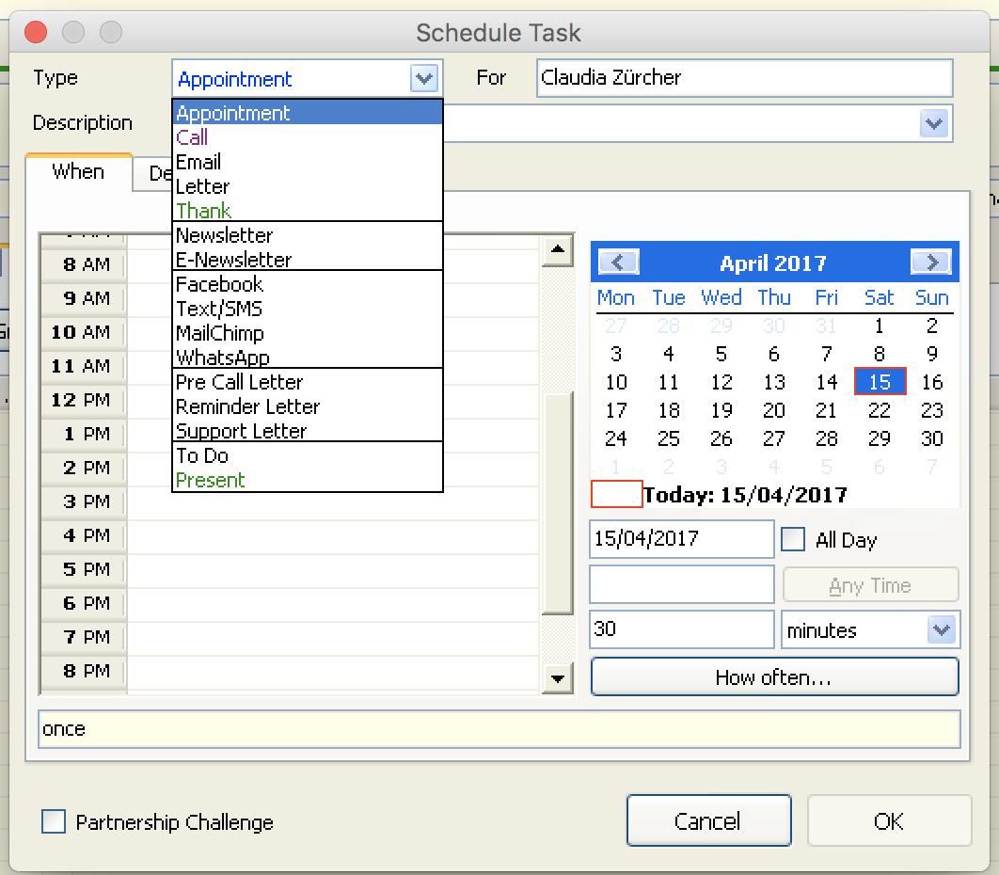 Schedule Task
Type Appointment For Claudia Zürcher
Description
Appointment
Call
Email
Letter
Thank
Newsletter
E-Newsletter
Facebook
Text/SMS
MailChimp
WhatsApp
Pre Call Letter
Reminder Letter
Support Letter
To Do
Present
When De
8 AM
9 AM
10 AM
11 AM
12 PM
1 PM
2 PM
3 PM
4 PM
5 PM
6 PM
7 PM
8 PM
April 2017
Mon Tue Wed Thu Fri Sat Sun
27 28 29 30 31 1 2
3 4 5 6 7 8 9
10 11 12 13 14 15 16
17 18 19 20 21 22 23
24 25 26 27 28 29 30
1 2 3 4 5 6 7
Today: 15/04/2017
15/04/2017 All Day
Any Time
30 minutes
How often...
once
Partnership Challenge Cancel OK